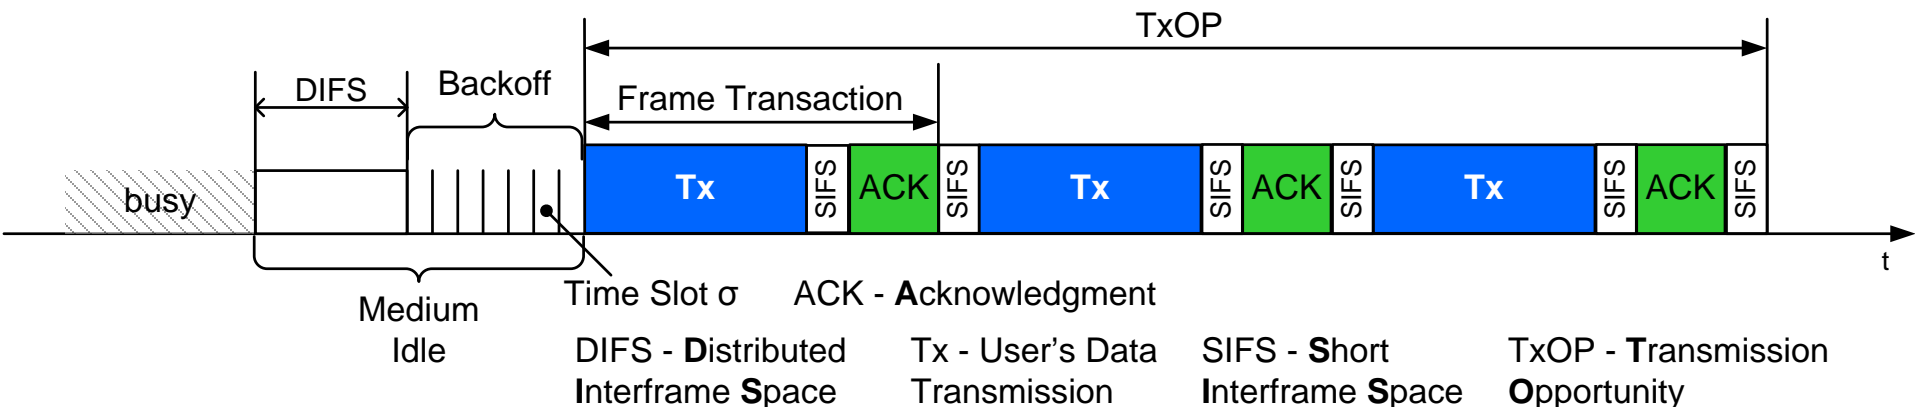 TxOP
DIFS
Backoff
Frame Transaction
busy
Tx
SIFS
ACK
SIFS
Tx
SIFS
ACK
SIFS
Tx
SIFS
ACK
SIFS
t
Medium
Idle
Time Slot σ
ACK - Acknowledgment
DIFS - Distributed
Interframe Space
Tx - User's Data
Transmission
SIFS - Short
Interframe Space
TxOP - Transmission
Opportunity